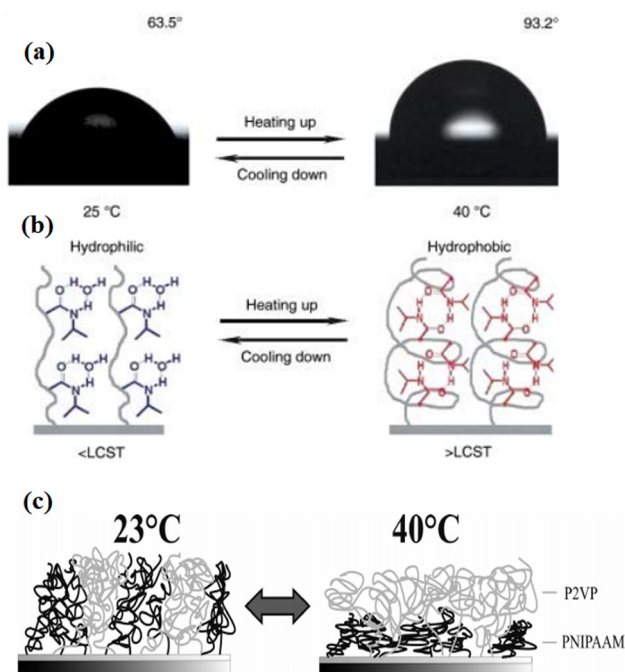 63.5°
93.2°
(a)
Heating up
Cooling down
25 °C
40 °C
(b)
Hydrophilic
Hydrophobic
O H H O H H
N N
O H H O H H
N N
Heating up
Cooling down
<LCST
>LCST
(c)
23°C
40°C
P2VP
PNIPAAM